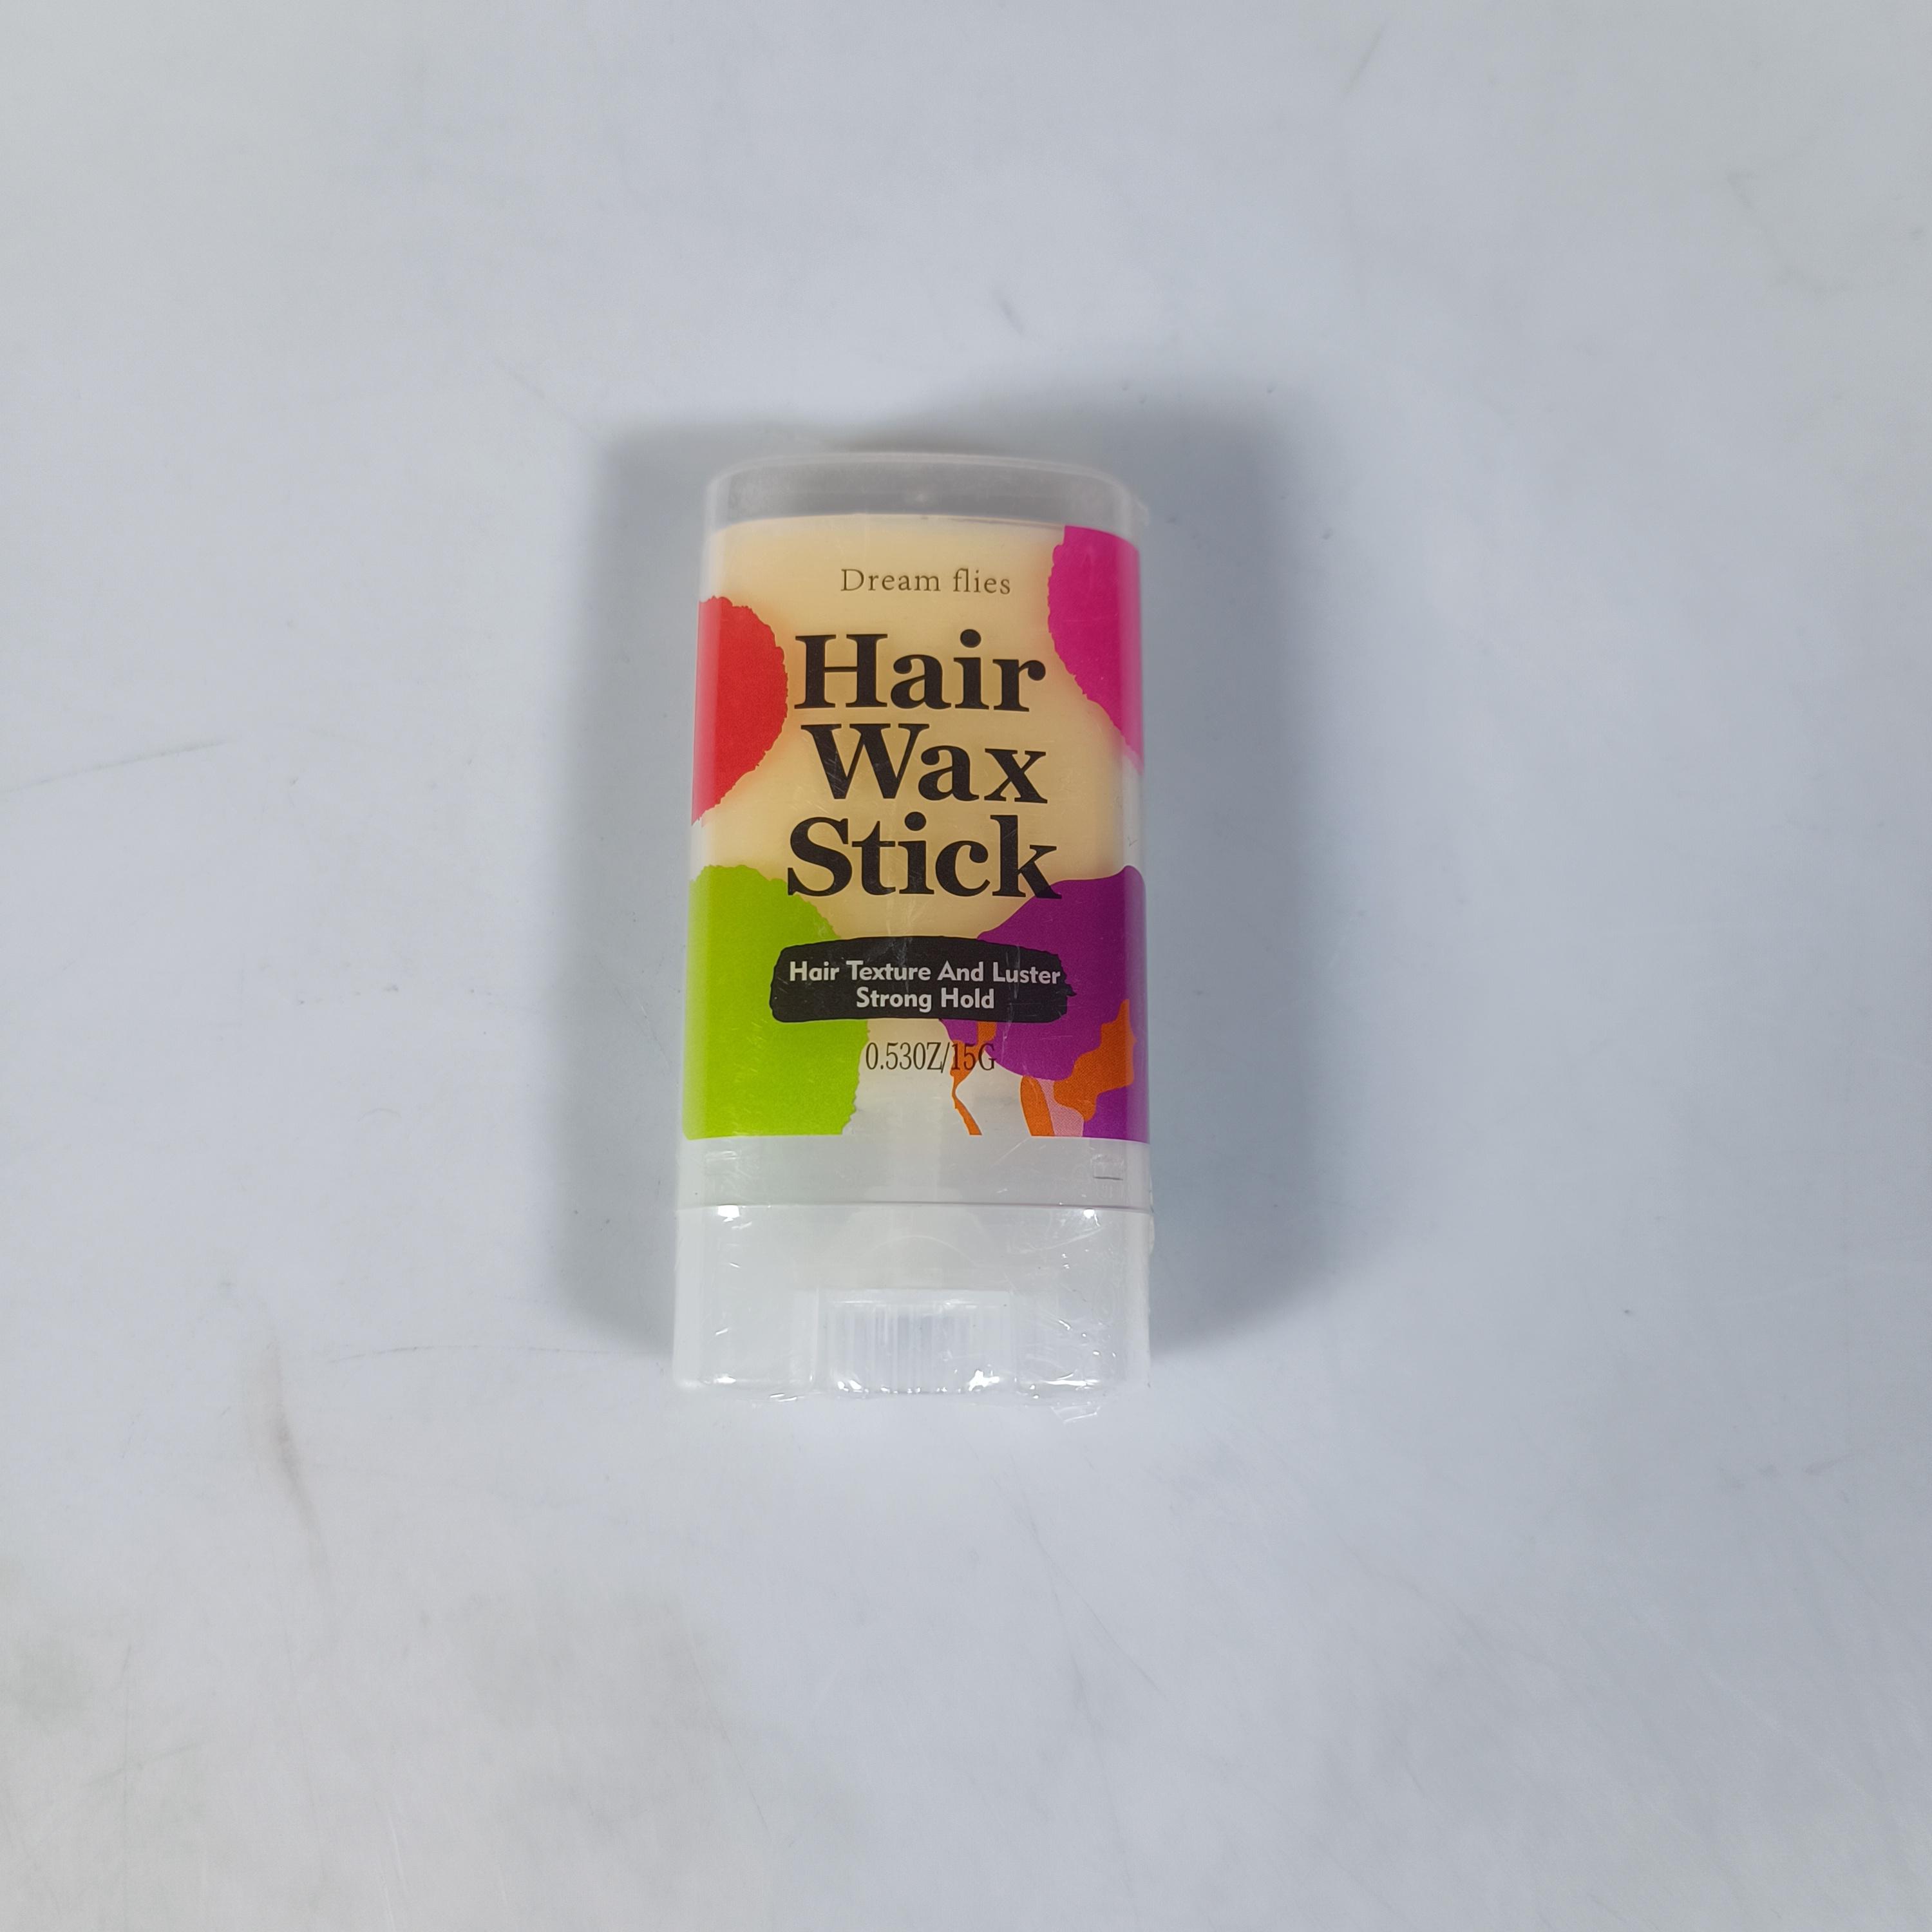 Dream flies
Hair
Wax
Stick
Hair Texture And Luster
Strong Hold
0.53OZ/15G